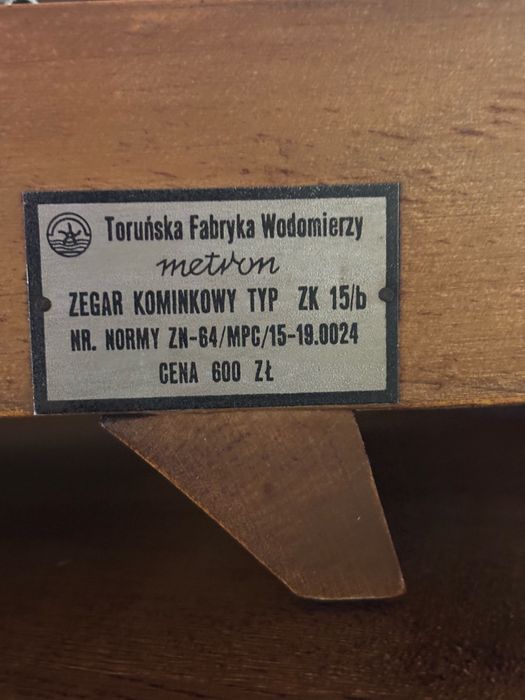 Toruńska Fabryka Wodomierzy
metron
ZEGAR KOMINKOWY TYP ZK 15/b
NR. NORMY ZN-64/MPC/15-19.0024
CENA 600 ZŁ